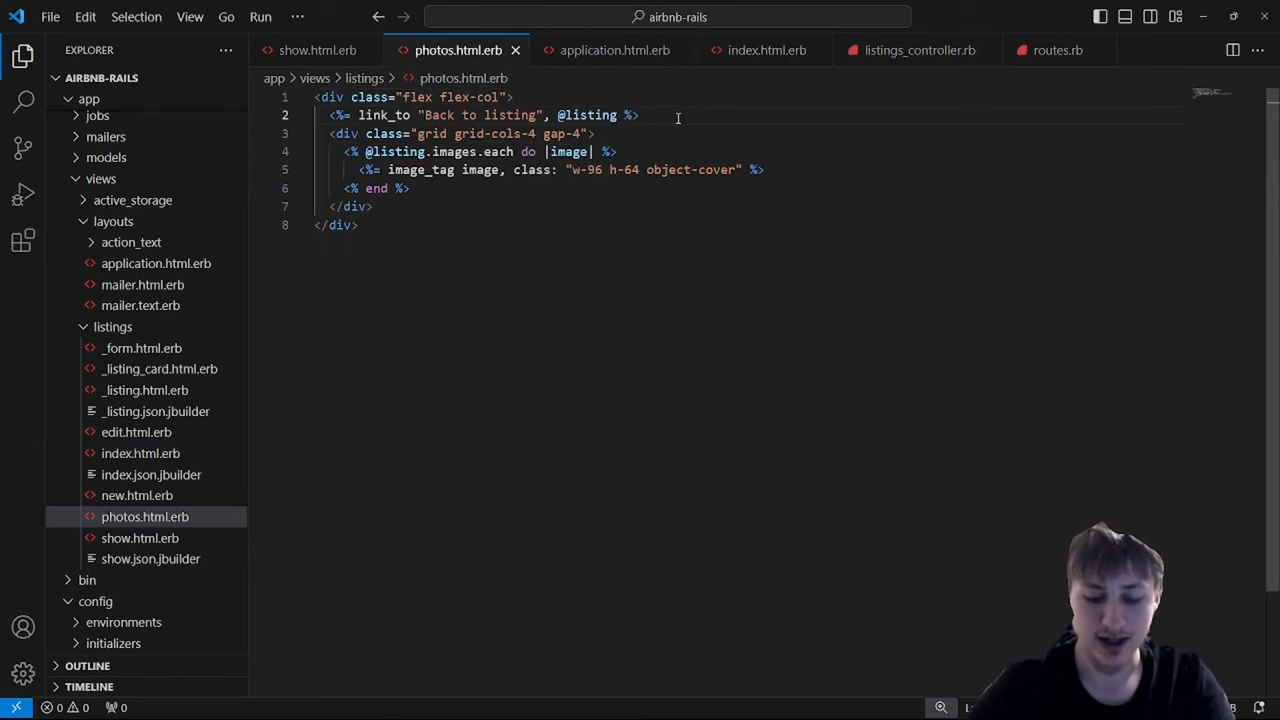 File Edit Selection View Go Run ··· airbnb-rails
EXPLORER ··· show.html.erb photos.html.erb application.html.erb index.html.erb listings_controller.rb routes.rb ···
AIRBNB-RAILS
app > views > listings > photos.html.erb
app
jobs
mailers
models
views
active_storage
layouts
action_text
application.html.erb
mailer.html.erb
mailer.text.erb
listings
_form.html.erb
_listing_card.html.erb
_listing.html.erb
_listing.json.jbuilder
edit.html.erb
index.html.erb
index.json.jbuilder
new.html.erb
photos.html.erb
show.html.erb
show.json.jbuilder
bin
config
environments
initializers
OUTLINE
TIMELINE
1 <div class="flex flex-col">
2 <%= link_to "Back to listing", @listing %>
3 <div class="grid grid-cols-4 gap-4">
4 <% @listing.images.each do |image| %>
5 <%= image_tag image, class: "w-96 h-64 object-cover" %>
6 <% end %>
7 </div>
8 </div>
0 0 0